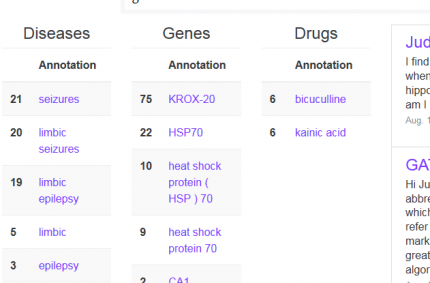 Diseases
Annotation
21 seizures
20 limbic
seizures
19 limbic
epilepsy
5 limbic
3 epilepsy
Genes
Annotation
75 KROX-20
22 HSP70
10 heat shock
protein (
HSP ) 70
9 heat shock
protein 70
2 CA1
Drugs
Annotation
6 bicuculline
6 kainic acid
Jud
I find
when
hippo
am I
Aug. 1
GA
Hi Ju
abbre
which
refer
mark
great
algor